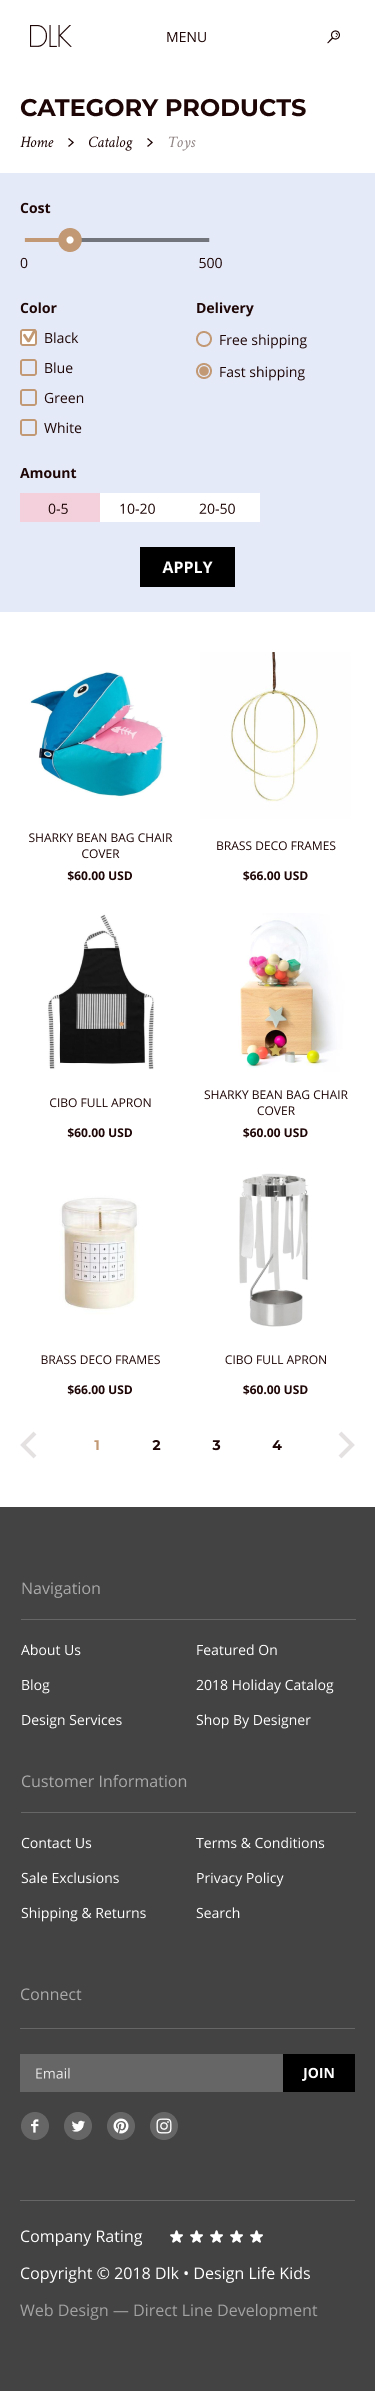 DLK
MENU
CATEGORY PRODUCTS
Home > Catalog > Toys
Cost
0 500
Color
Black
Blue
Green
White
Delivery
Free shipping
Fast shipping
Amount
0-5 10-20 20-50
APPLY
SHARKY BEAN BAG CHAIR
COVER
$60.00 USD
BRASS DECO FRAMES
$66.00 USD
CIBO FULL APRON
$60.00 USD
SHARKY BEAN BAG CHAIR
COVER
$60.00 USD
BRASS DECO FRAMES
$66.00 USD
CIBO FULL APRON
$60.00 USD
1 2 3 4
Navigation
About Us
Blog
Design Services
Featured On
2018 Holiday Catalog
Shop By Designer
Customer Information
Contact Us
Sale Exclusions
Shipping & Returns
Terms & Conditions
Privacy Policy
Search
Connect
Email
JOIN
Company Rating
Copyright © 2018 Dlk • Design Life Kids
Web Design — Direct Line Development